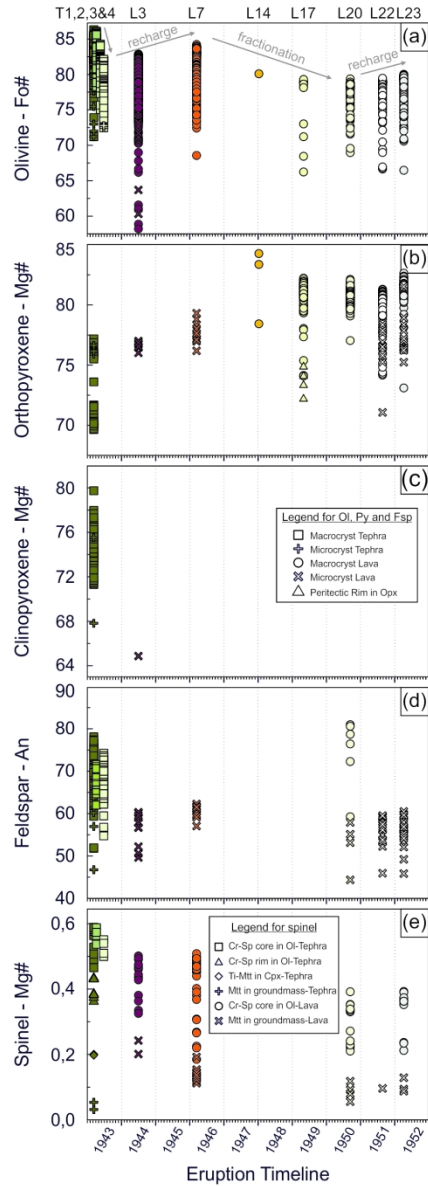 T1,2,3&4 L3 L7 L14 L17 L20 L22 L23
(a)
recharge
fractionation
recharge
Olivine - Fo#
85
80
75
70
65
60
(b)
Orthopyroxene - Mg#
85
80
75
70
(c)
Clinopyroxene - Mg#
80
76
72
68
64
Legend for Ol, Py and Fsp
Macrocryst Tephra
Microcryst Tephra
Macrocryst Lava
Microcryst Lava
Peritectic Rim in Opx
(d)
Feldspar - An
90
80
70
60
50
40
(e)
Spinel - Mg#
0,6
0,4
0,2
0,0
Legend for spinel
Cr-Sp core in Ol-Tephra
Cr-Sp rim in Ol-Tephra
Ti-Mtt in Cpx-Tephra
Mtt in groundmass-Tephra
Cr-Sp core in Ol-Lava
Mtt in groundmass-Lava
1943 1944 1945 1946 1947 1948 1949 1950 1951 1952
Eruption Timeline